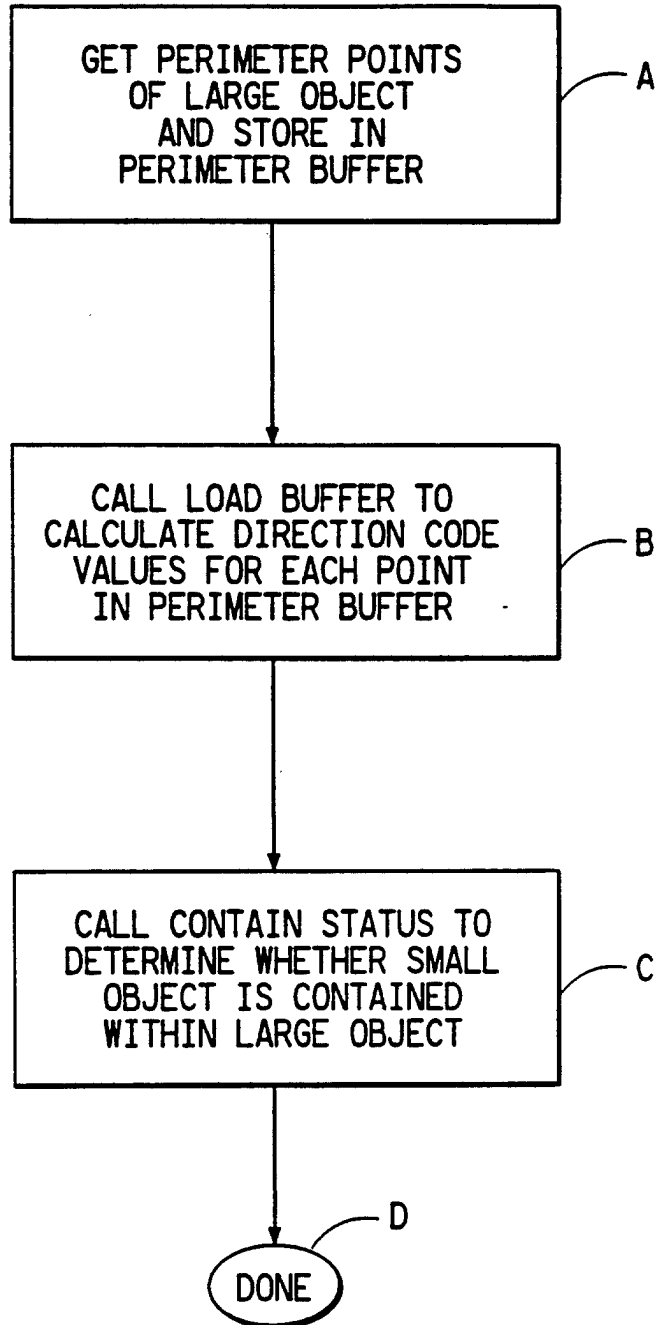 GET PERIMETER POINTS
OF LARGE OBJECT
AND STORE IN
PERIMETER BUFFER
A
CALL LOAD BUFFER TO
CALCULATE DIRECTION CODE
VALUES FOR EACH POINT
IN PERIMETER BUFFER
B
CALL CONTAIN STATUS TO
DETERMINE WHETHER SMALL
OBJECT IS CONTAINED
WITHIN LARGE OBJECT
C
D
DONE